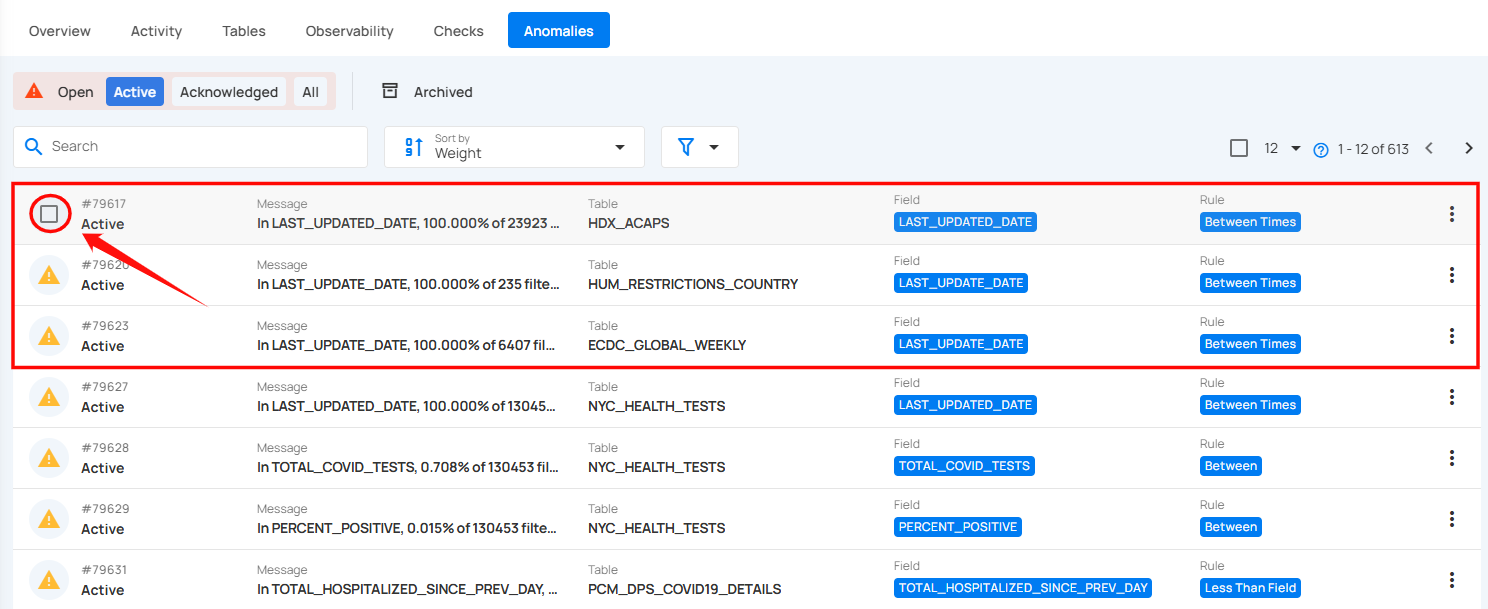 Overview Activity Tables Observability Checks Anomalies
Open Active Acknowledged All Archived
Search Sort by Weight 12 1 - 12 of 613
#79617 Message Table Field Rule
Active In LAST_UPDATED_DATE, 100.000% of 23923 ... HDX_ACAPS LAST_UPDATED_DATE Between Times
#79620 Message Table Field Rule
Active In LAST_UPDATE_DATE, 100.000% of 235 filte... HUM_RESTRICTIONS_COUNTRY LAST_UPDATE_DATE Between Times
#79623 Message Table Field Rule
Active In LAST_UPDATE_DATE, 100.000% of 6407 fil... ECDC_GLOBAL_WEEKLY LAST_UPDATE_DATE Between Times
#79627 Message Table Field Rule
Active In LAST_UPDATED_DATE, 100.000% of 13045... NYC_HEALTH_TESTS LAST_UPDATED_DATE Between Times
#79628 Message Table Field Rule
Active In TOTAL_COVID_TESTS, 0.708% of 130453 fil... NYC_HEALTH_TESTS TOTAL_COVID_TESTS Between
#79629 Message Table Field Rule
Active In PERCENT_POSITIVE, 0.015% of 130453 filte... NYC_HEALTH_TESTS PERCENT_POSITIVE Between
#79631 Message Table Field Rule
Active In TOTAL_HOSPITALIZED_SINCE_PREV_DAY, ... PCM_DPS_COVID19_DETAILS TOTAL_HOSPITALIZED_SINCE_PREV_DAY Less Than Field